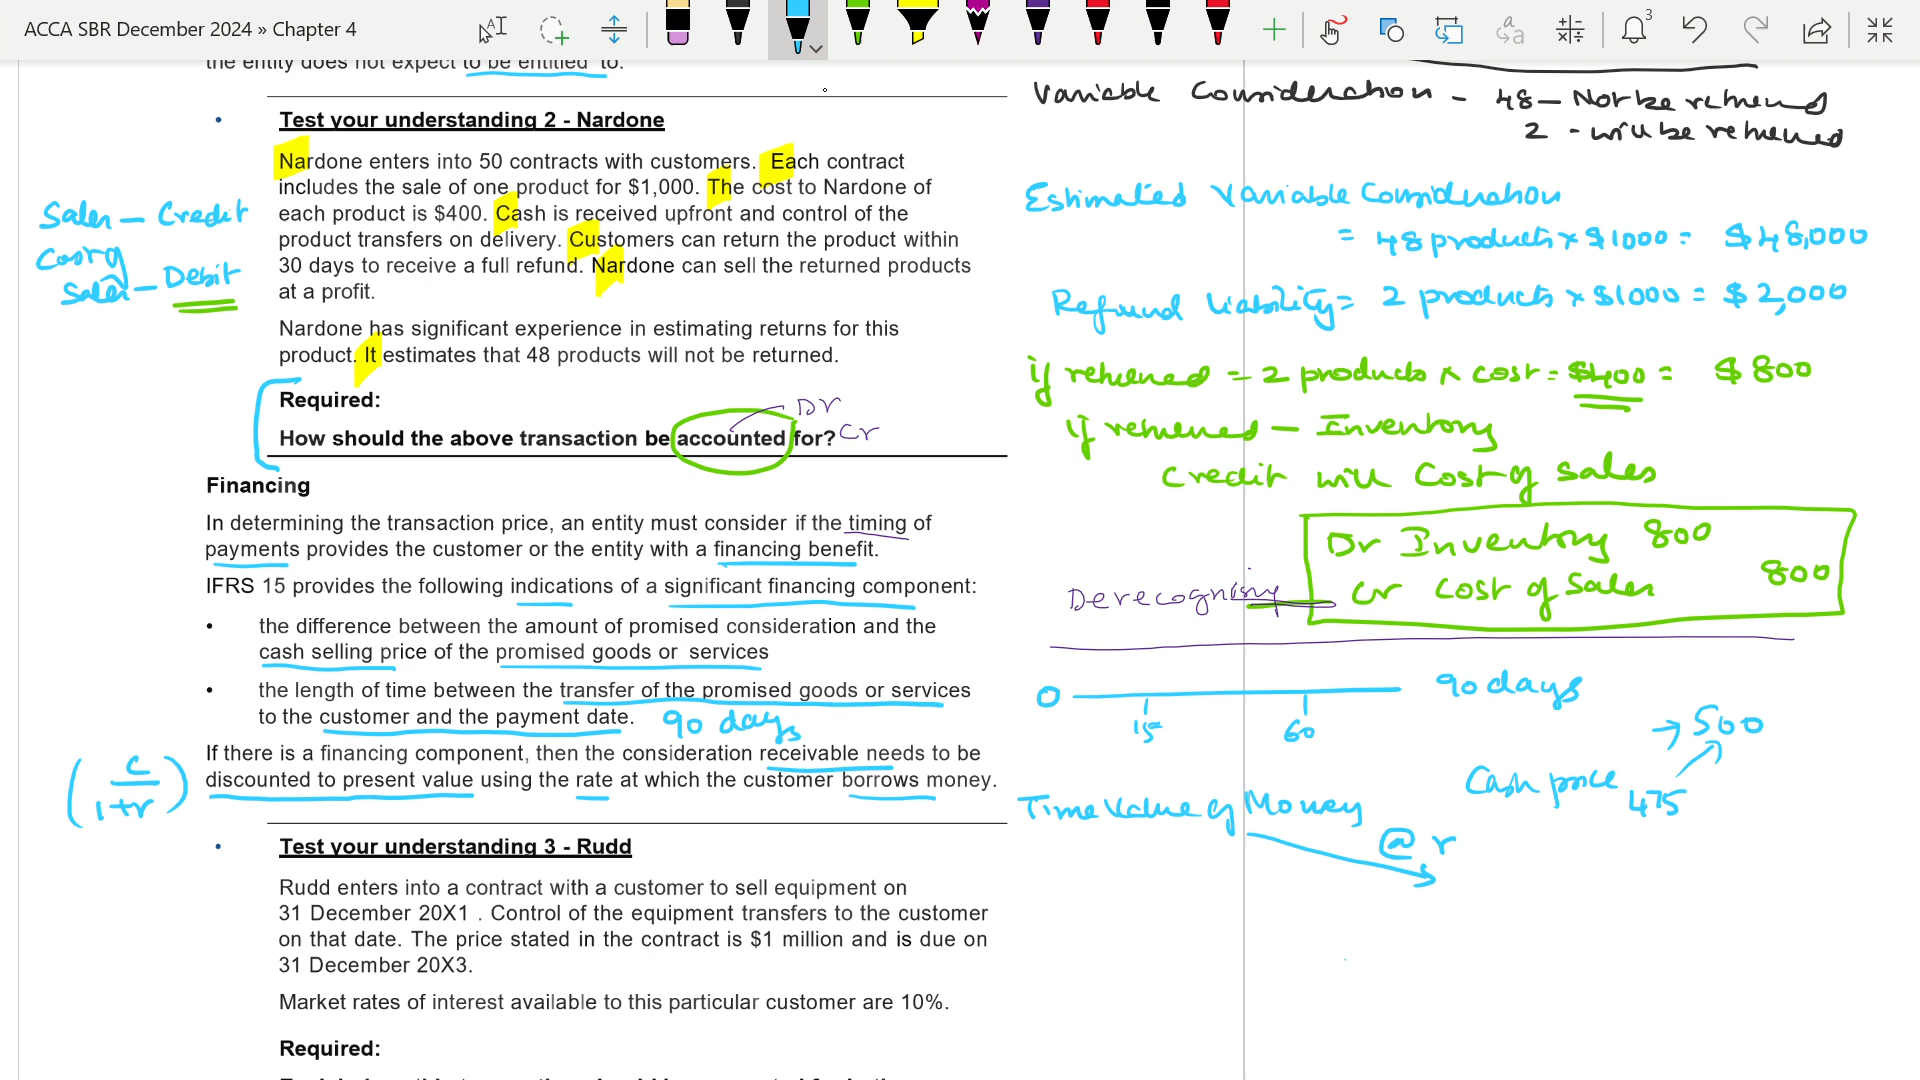 ACCA SBR December 2024 » Chapter 4
3
the entity does not expect to be entitled to.
Test your understanding 2 - Nardone
Nardone enters into 50 contracts with customers. Each contract
includes the sale of one product for $1,000. The cost to Nardone of
each product is $400. Cash is received upfront and control of the
product transfers on delivery. Customers can return the product within
30 days to receive a full refund. Nardone can sell the returned products
at a profit.
Nardone has significant experience in estimating returns for this
product. It estimates that 48 products will not be returned.
Required:
How should the above transaction be accounted for?
Dr
Cr
Sales - Credit
Cost of
Sales - Debit
Financing
In determining the transaction price, an entity must consider if the timing of
payments provides the customer or the entity with a financing benefit.
IFRS 15 provides the following indications of a significant financing component:
• the difference between the amount of promised consideration and the
cash selling price of the promised goods or services
• the length of time between the transfer of the promised goods or services
to the customer and the payment date. 90 days
If there is a financing component, then the consideration receivable needs to be
discounted to present value using the rate at which the customer borrows money.
( c
1+r )
Test your understanding 3 - Rudd
Rudd enters into a contract with a customer to sell equipment on
31 December 20X1 . Control of the equipment transfers to the customer
on that date. The price stated in the contract is $1 million and is due on
31 December 20X3.
Market rates of interest available to this particular customer are 10%.
Required:
Variable Consideration - 48 - Not be returned
2 - will be returned
Estimated Variable Consideration
= 48 products x $1000 = $48,000
Refund liability = 2 products x $1000 = $2,000
if returned = 2 products x cost = $400 = $800
if returned - Inventory
Credit will Cost of Sales
Dr Inventory 800
Cr Cost of Sales 800
Derecognising
0 15 60 90 days
→ 500
Cash price 475
Time Value of Money
@ r